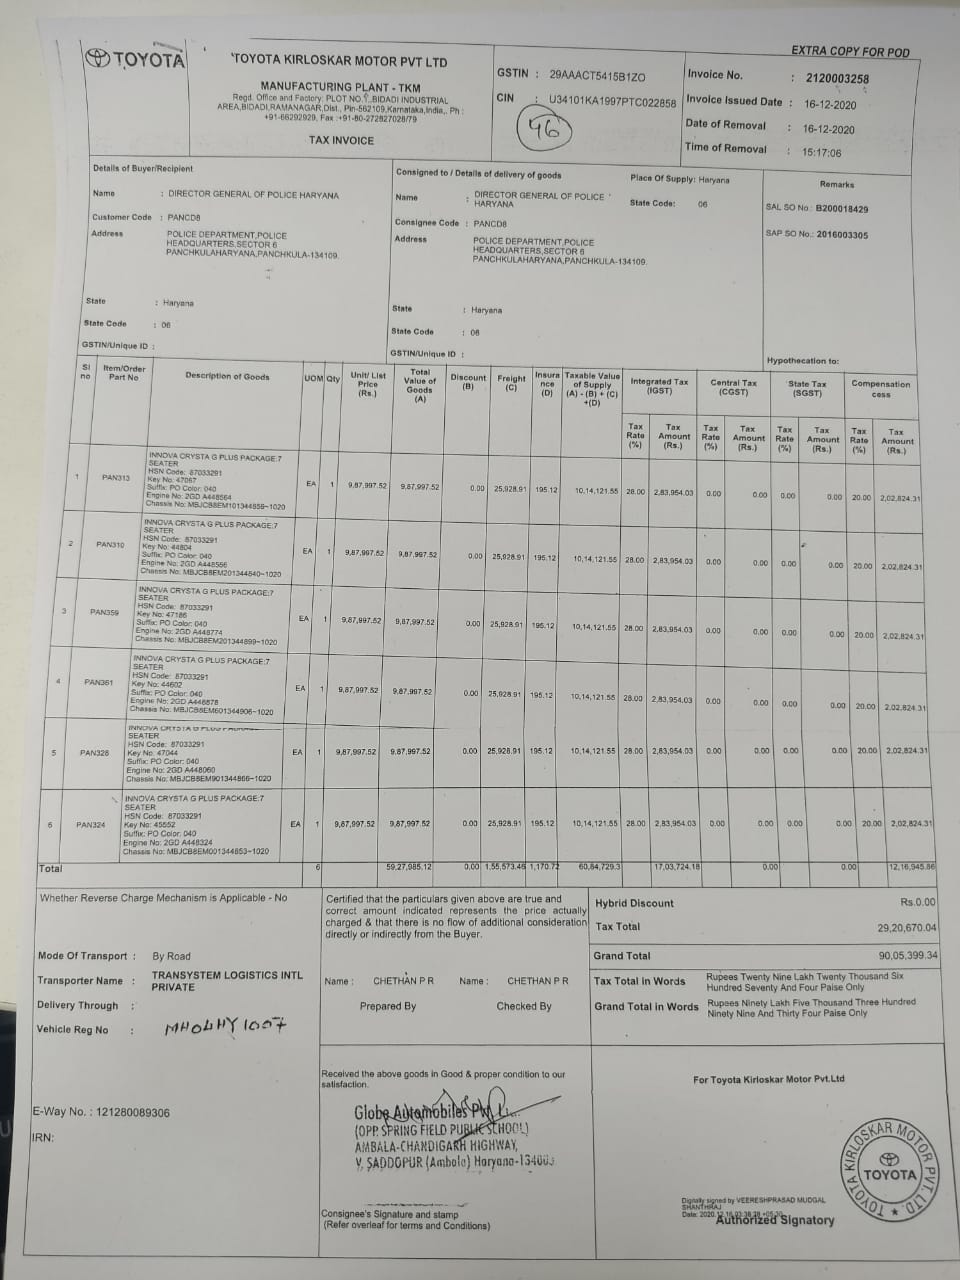 EXTRA COPY FOR POD
TOYOTA
TOYOTA KIRLOSKAR MOTOR PVT LTD
MANUFACTURING PLANT - TKM
Regd. Office and Factory: PLOT NO.1,,BIDADI INDUSTRIAL
AREA,BIDADI,RAMANAGAR,Dist., Pin-562109,Karnataka,India,. Ph :
+91-66292929, Fax :+91-80-272827028/79
TAX INVOICE
GSTIN : 29AAACT5415B1ZO
CIN : U34101KA1997PTC022858
46
Invoice No. : 2120003258
Invoice Issued Date : 16-12-2020
Date of Removal : 16-12-2020
Time of Removal : 15:17:06
Details of Buyer/Recipient
Name : DIRECTOR GENERAL OF POLICE HARYANA
Customer Code : PANCD8
Address POLICE DEPARTMENT,POLICE
HEADQUARTERS,SECTOR 6
PANCHKULAHARYANA,PANCHKULA-134109.
State : Haryana
State Code : 06
GSTIN/Unique ID :
Consigned to / Details of delivery of goods
Place Of Supply: Haryana
Name : DIRECTOR GENERAL OF POLICE
HARYANA
State Code: 06
Consignee Code : PANCD8
Address POLICE DEPARTMENT,POLICE
HEADQUARTERS,SECTOR 6
PANCHKULAHARYANA,PANCHKULA-134109.
State : Haryana
State Code : 06
GSTIN/Unique ID :
Remarks
SAL SO No.: B200018429
SAP SO No.: 2016003305
Hypothecation to:
Sl no Item/Order Part No Description of Goods UOM Qty Unit/ List Price (Rs.) Total Value of Goods (A) Discount (B) Freight (C) Insura nce (D) Taxable Value of Supply (A) - (B) + (C) +(D) Integrated Tax (IGST) Central Tax (CGST) State Tax (SGST) Compensation cess
Tax Rate (%) Tax Amount (Rs.) Tax Rate (%) Tax Amount (Rs.) Tax Rate (%) Tax Amount (Rs.) Tax Rate (%) Tax Amount (Rs.)
INNOVA CRYSTA G PLUS PACKAGE:7
SEATER
HSN Code: 87033291
Key No: 47067
Suffix: PO Color: 040
Engine No: 2GD A448564
Chassis No: MBJCB8EM101344859-1020
1 PAN313 EA 1 9,87,997.52 9,87,997.52 0.00 25,928.91 195.12 10,14,121.55 28.00 2,83,954.03 0.00 0.00 0.00 0.00 20.00 2,02,824.31
INNOVA CRYSTA G PLUS PACKAGE:7
SEATER
HSN Code: 87033291
Key No: 44804
Suffix: PO Color: 040
Engine No: 2GD A448566
Chassis No: MBJCB8EM201344840-1020
2 PAN310 EA 1 9,87,997.52 9,87,997.52 0.00 25,928.91 195.12 10,14,121.55 28.00 2,83,954.03 0.00 0.00 0.00 0.00 20.00 2,02,824.31
INNOVA CRYSTA G PLUS PACKAGE:7
SEATER
HSN Code: 87033291
Key No: 47186
Suffix: PO Color: 040
Engine No: 2GD A448774
Chassis No: MBJCB8EM201344899-1020
3 PAN359 EA 1 9,87,997.52 9,87,997.52 0.00 25,928.91 195.12 10,14,121.55 28.00 2,83,954.03 0.00 0.00 0.00 0.00 20.00 2,02,824.31
INNOVA CRYSTA G PLUS PACKAGE:7
SEATER
HSN Code: 87033291
Key No: 44602
Suffix: PO Color: 040
Engine No: 2GD A448878
Chassis No: MBJCB8EM601344906-1020
4 PAN361 EA 1 9,87,997.52 9,87,997.52 0.00 25,928.91 195.12 10,14,121.55 28.00 2,83,954.03 0.00 0.00 0.00 0.00 20.00 2,02,824.31
INNOVA CRYSTA G PLUS PACKAGE:7
SEATER
HSN Code: 87033291
Key No: 47044
Suffix: PO Color: 040
Engine No: 2GD A448060
Chassis No: MBJCB8EM901344866-1020
5 PAN328 EA 1 9,87,997.52 9,87,997.52 0.00 25,928.91 195.12 10,14,121.55 28.00 2,83,954.03 0.00 0.00 0.00 0.00 20.00 2,02,824.31
INNOVA CRYSTA G PLUS PACKAGE:7
SEATER
HSN Code: 87033291
Key No: 45552
Suffix: PO Color: 040
Engine No: 2GD A448324
Chassis No: MBJCB8EM001344853-1020
6 PAN324 EA 1 9,87,997.52 9,87,997.52 0.00 25,928.91 195.12 10,14,121.55 28.00 2,83,954.03 0.00 0.00 0.00 0.00 20.00 2,02,824.31
Total 6 59,27,985.12 0.00 1,55,573.46 1,170.72 60,84,729.3 17,03,724.18 0.00 0.00 12,16,945.86
Whether Reverse Charge Mechanism is Applicable - No
Mode Of Transport : By Road
Transporter Name : TRANSYSTEM LOGISTICS INTL
PRIVATE
Delivery Through :
Vehicle Reg No : MH04HY1007
E-Way No. : 121280089306
IRN:
Certified that the particulars given above are true and
correct amount indicated represents the price actually
charged & that there is no flow of additional consideration
directly or indirectly from the Buyer.
Name : CHETHAN P R Name : CHETHAN P R
Prepared By Checked By
Hybrid Discount Rs.0.00
Tax Total 29,20,670.04
Grand Total 90,05,399.34
Tax Total in Words Rupees Twenty Nine Lakh Twenty Thousand Six
Hundred Seventy And Four Paise Only
Grand Total in Words Rupees Ninety Lakh Five Thousand Three Hundred
Ninety Nine And Thirty Four Paise Only
Received the above goods in Good & proper condition to our
satisfaction.
Globe Automobiles Pvt
(OPP. SPRING FIELD PUBLIC SCHOOL)
AMBALA-CHANDIGARH HIGHWAY,
V. SADDOPUR (Ambala) Haryana-134003
Consignee's Signature and stamp
(Refer overleaf for terms and Conditions)
For Toyota Kirloskar Motor Pvt.Ltd
TOYOTA KIRLOSKAR MOTOR PVT. LTD.
TOYOTA
Digitally signed by VEERESHPRASAD MUDGAL
SHANTHRAJ
Authorized Signatory